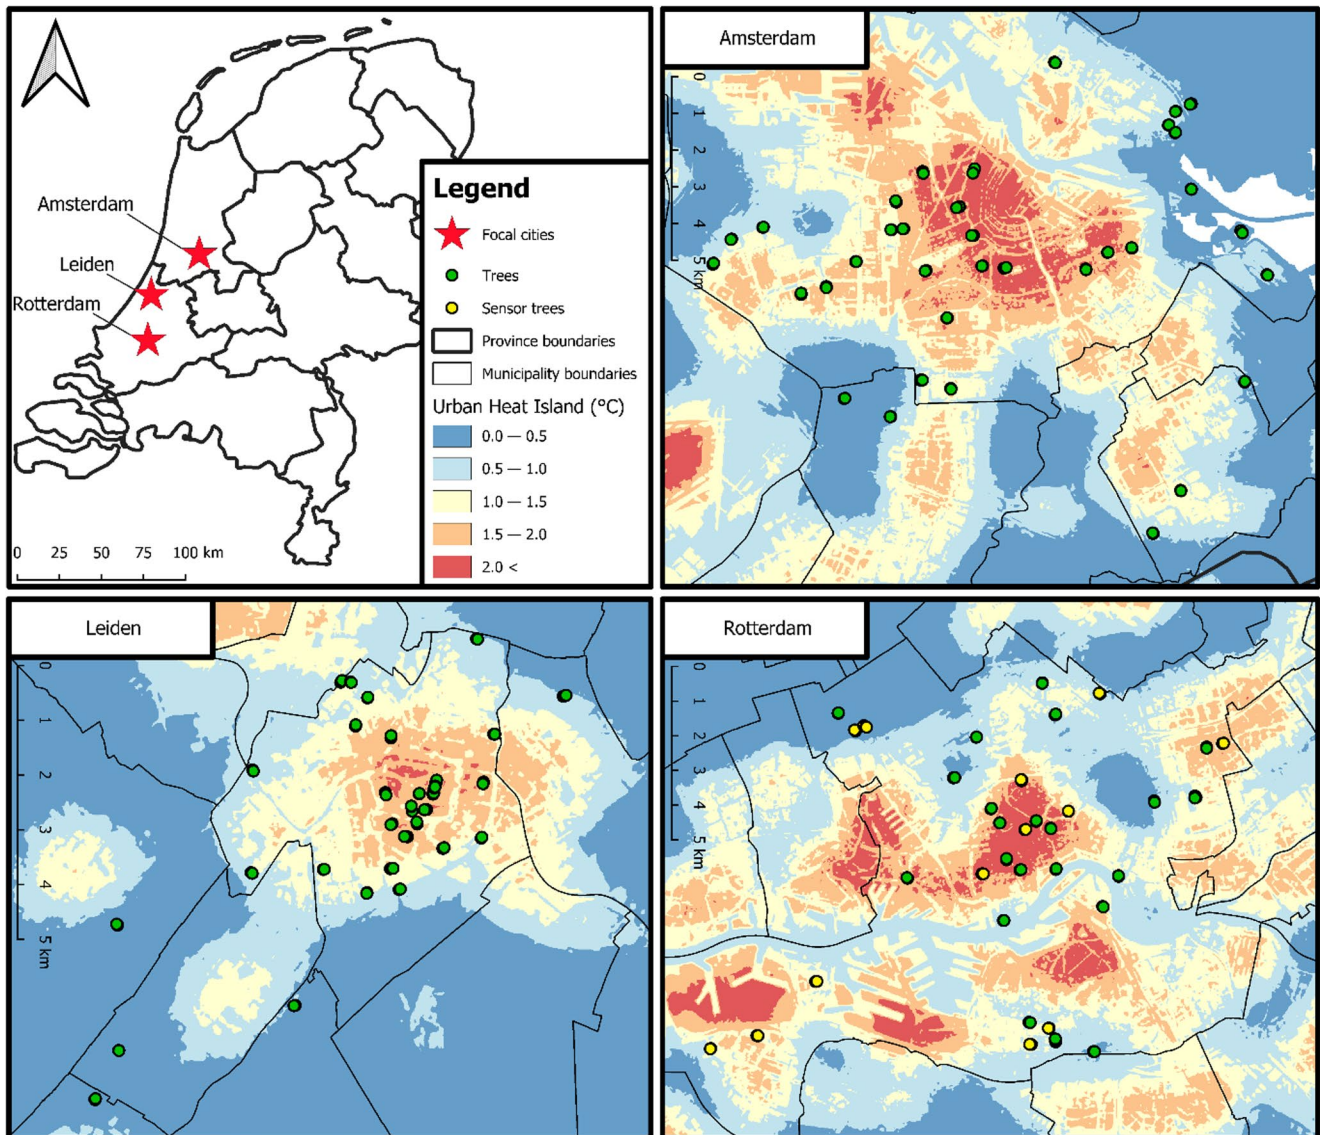 Amsterdam
Leiden
Rotterdam
0 25 50 75 100 km
Legend
Focal cities
Trees
Sensor trees
Province boundaries
Municipality boundaries
Urban Heat Island (°C)
0.0 — 0.5
0.5 — 1.0
1.0 — 1.5
1.5 — 2.0
2.0 <
Amsterdam
0
1
2
3
4
5 km
Leiden
0
1
2
3
4
5 km
Rotterdam
0
1
2
3
4
5 km